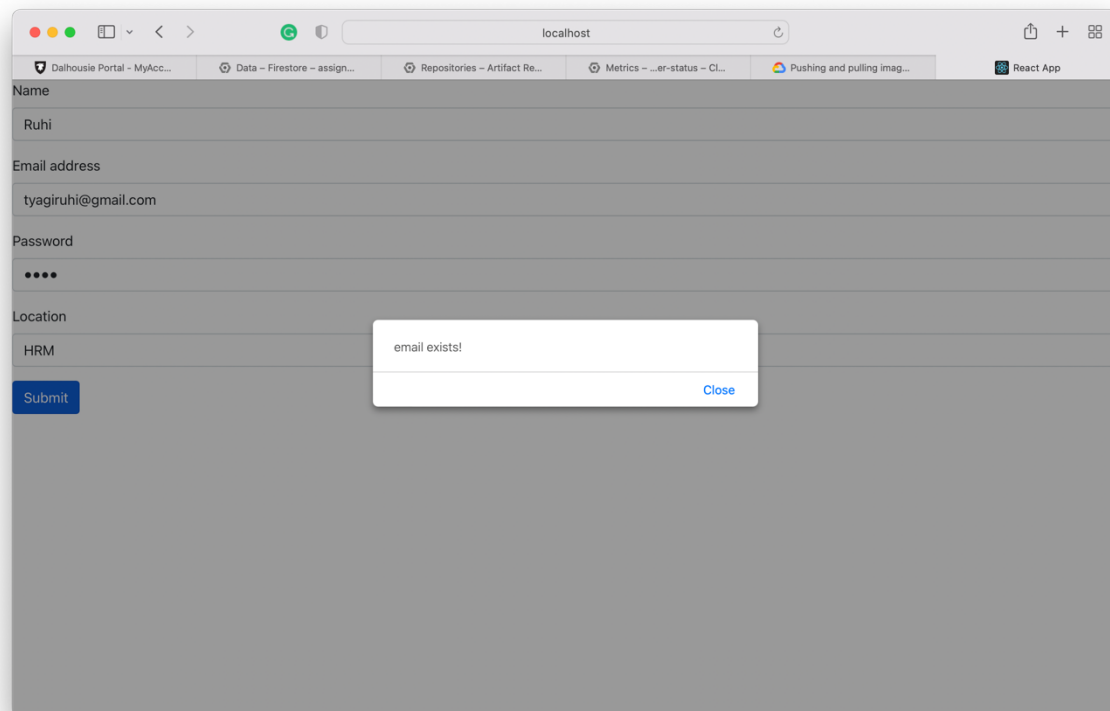 localhost
Dalhousie Portal - MyAcc...
Data – Firestore – assign...
Repositories – Artifact Re...
Metrics – ...er-status – Cl...
Pushing and pulling imag...
React App
Name
Ruhi
Email address
tyagiruhi@gmail.com
Password
••••
Location
HRM
email exists!
Close
Submit